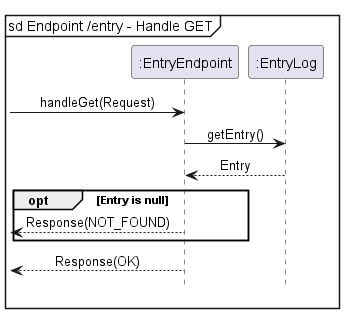 sd Endpoint /entry - Handle GET
:EntryEndpoint
:EntryLog
handleGet(Request)
getEntry()
Entry
opt [Entry is null]
Response(NOT_FOUND)
Response(OK)